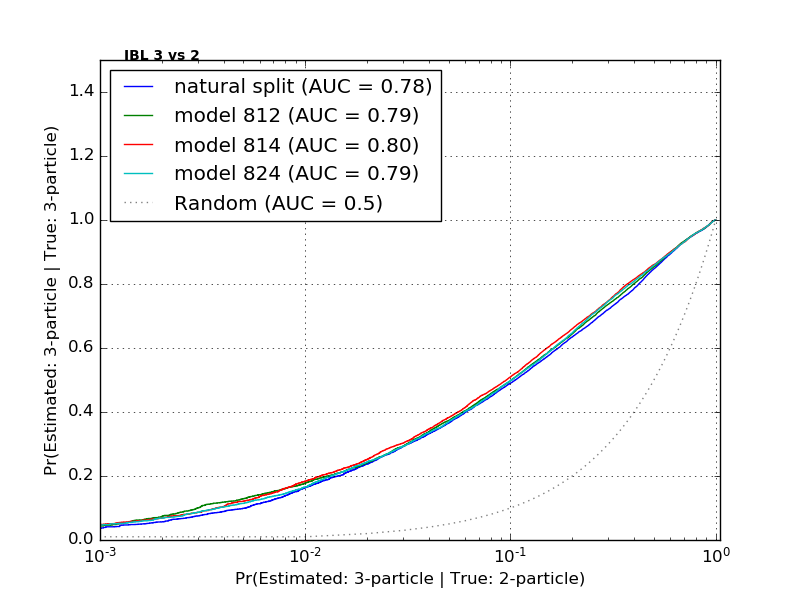 IBL 3 vs 2
natural split (AUC = 0.78)
model 812 (AUC = 0.79)
model 814 (AUC = 0.80)
model 824 (AUC = 0.79)
Random (AUC = 0.5)
Pr(Estimated: 3-particle | True: 3-particle)
1.4
1.2
1.0
0.8
0.6
0.4
0.2
0.0
10⁻³
10⁻²
10⁻¹
10⁰
Pr(Estimated: 3-particle | True: 2-particle)